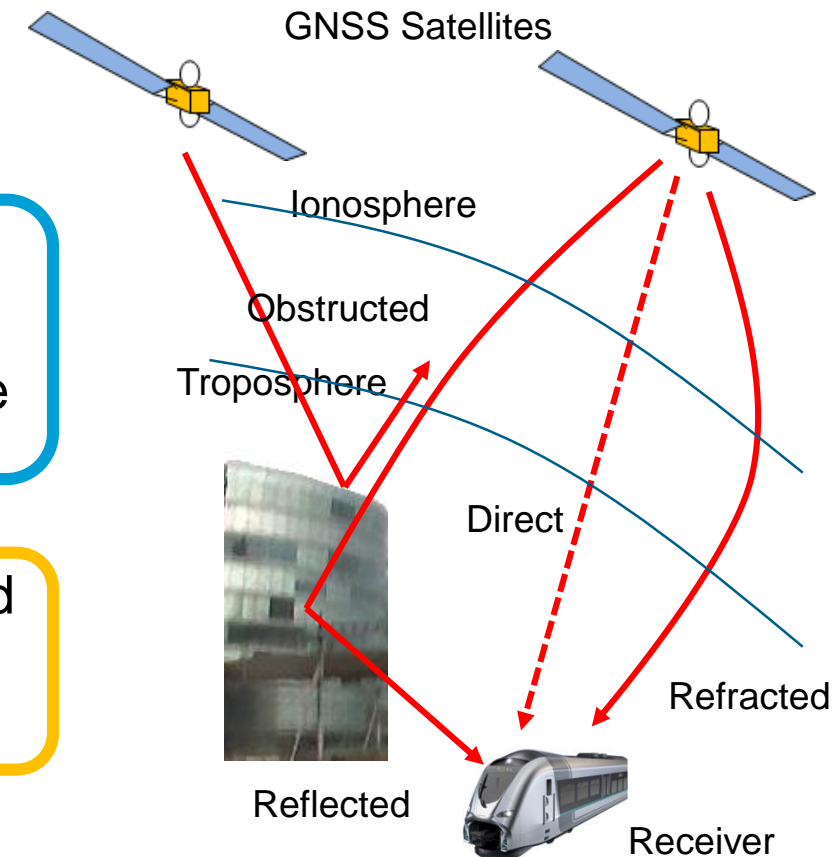 GNSS Satellites
Ionosphere
Obstructed
e
Troposphere
Direct
d
Refracted
Reflected
Receiver